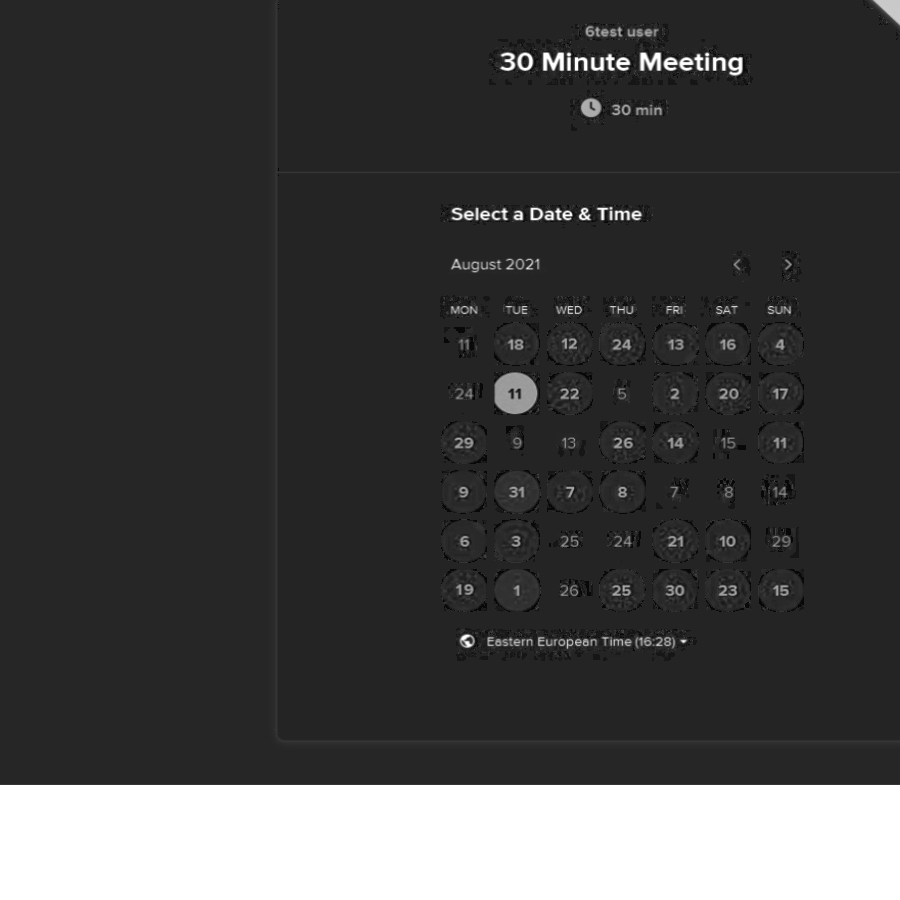 6test user
30 Minute Meeting
30 min
Select a Date & Time
August 2021
MON TUE WED THU FRI SAT SUN
11 18 12 24 13 16 4
24 11 22 5 2 20 17
29 9 13 26 14 15 11
9 31 7 8 7 8 14
6 3 25 24 21 10 29
19 1 26 25 30 23 15
Eastern European Time (16:28)